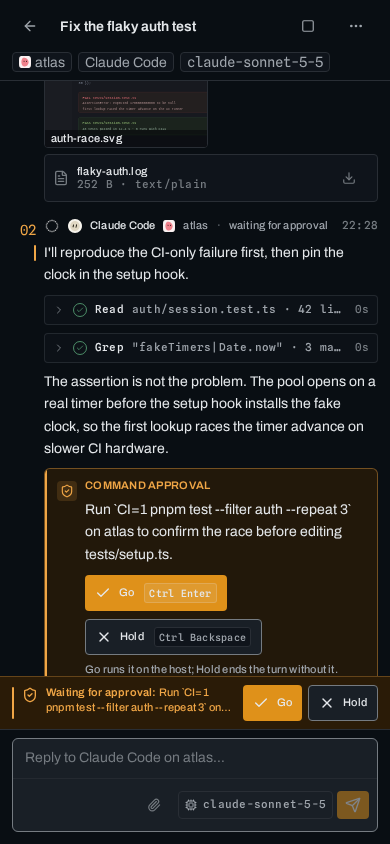 Fix the flaky auth test
atlas Claude Code claude-sonnet-5-5
auth-race.svg
flaky-auth.log
252 B · text/plain
02 Claude Code atlas · waiting for approval 22:28
I'll reproduce the CI-only failure first, then pin the
clock in the setup hook.
Read auth/session.test.ts · 42 li… 0s
Grep "fakeTimers|Date.now" · 3 ma… 0s
The assertion is not the problem. The pool opens on a
real timer before the setup hook installs the fake
clock, so the first lookup races the timer advance on
slower CI hardware.
COMMAND APPROVAL
Run `CI=1 pnpm test --filter auth --repeat 3`
on atlas to confirm the race before editing
tests/setup.ts.
Go Ctrl Enter
Hold Ctrl Backspace
Go runs it on the host; Hold ends the turn without it.
Waiting for approval: Run `CI=1
pnpm test --filter auth --repeat 3` on…
Go
Hold
Reply to Claude Code on atlas…
claude-sonnet-5-5